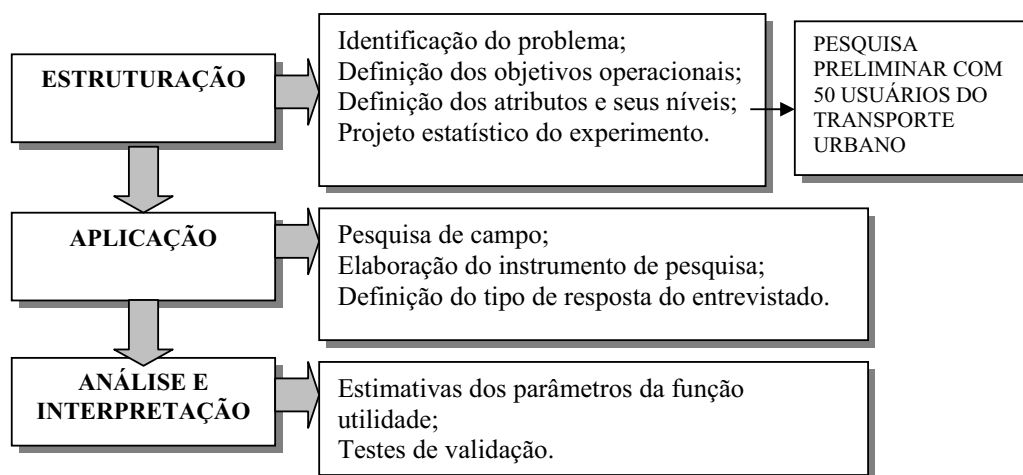 ESTRUTURAÇÃO
Identificação do problema;
Definição dos objetivos operacionais;
Definição dos atributos e seus níveis;
Projeto estatístico do experimento.
PESQUISA
PRELIMINAR COM
50 USUÁRIOS DO
TRANSPORTE
URBANO
APLICAÇÃO
Pesquisa de campo;
Elaboração do instrumento de pesquisa;
Definição do tipo de resposta do entrevistado.
ANÁLISE E
INTERPRETAÇÃO
Estimativas dos parâmetros da função
utilidade;
Testes de validação.